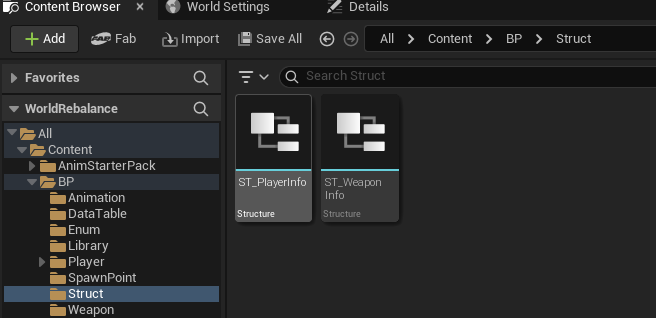 Content Browser
World Settings
Details
Add
Fab
Import
Save All
All
Content
BP
Struct
Favorites
Search Struct
WorldRebalance
All
Content
AnimStarterPack
BP
Animation
DataTable
Enum
Library
Player
SpawnPoint
Struct
Weapon
ST_PlayerInfo
Structure
ST_Weapon
Info
Structure